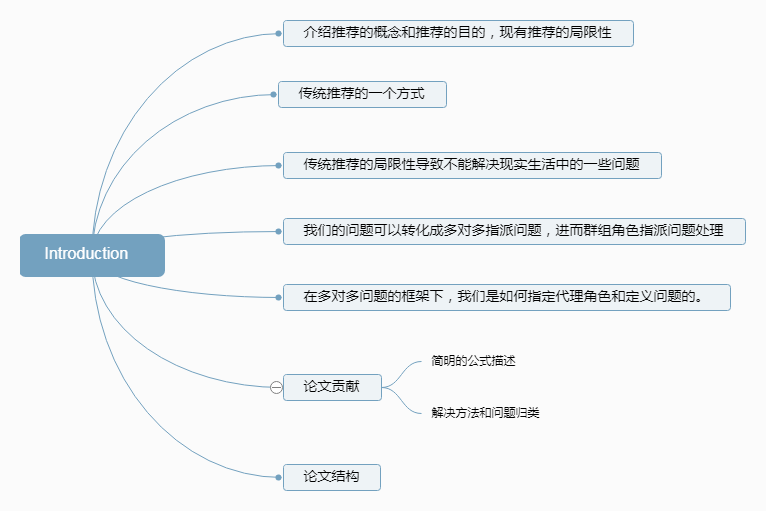 介绍推荐的概念和推荐的目的，现有推荐的局限性
传统推荐的一个方式
传统推荐的局限性导致不能解决现实生活中的一些问题
我们的问题可以转化成多对多指派问题，进而群组角色指派问题处理
Introduction
在多对多问题的框架下，我们是如何指定代理角色和定义问题的。
论文贡献
简明的公式描述
解决方法和问题归类
论文结构